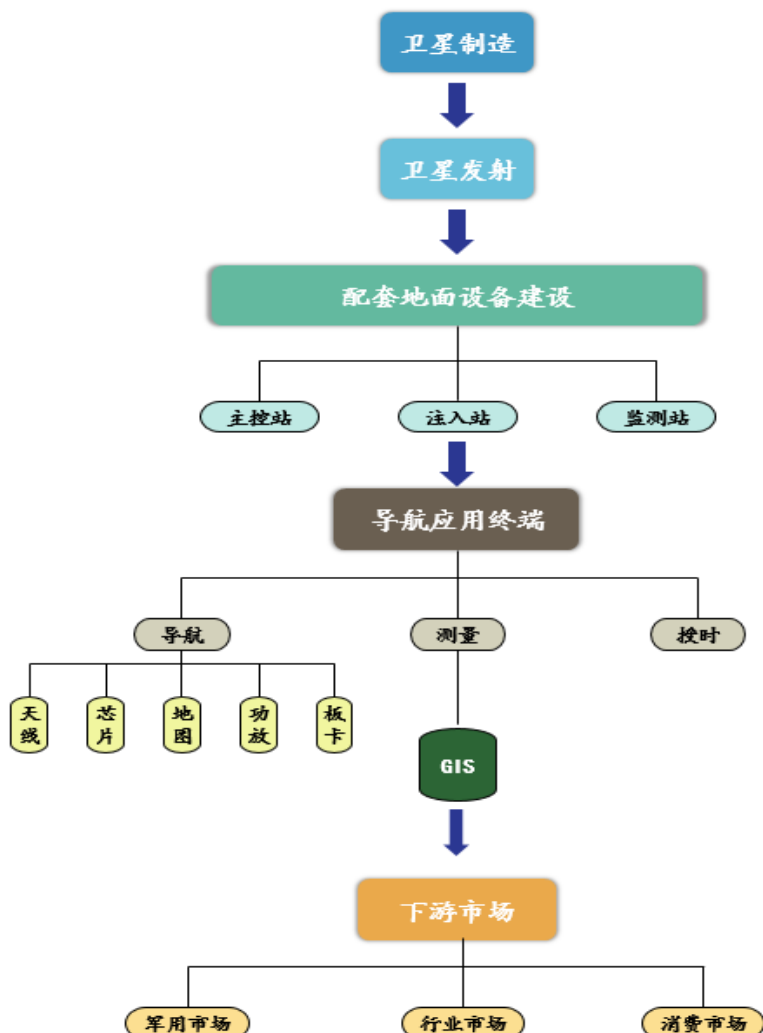 卫星制造
卫星发射
配套地面设备建设
主控站
注入站
监测站
导航应用终端
导航
测量
授时
天线
芯片
地图
功放
板卡
GIS
下游市场
军用市场
行业市场
消费市场